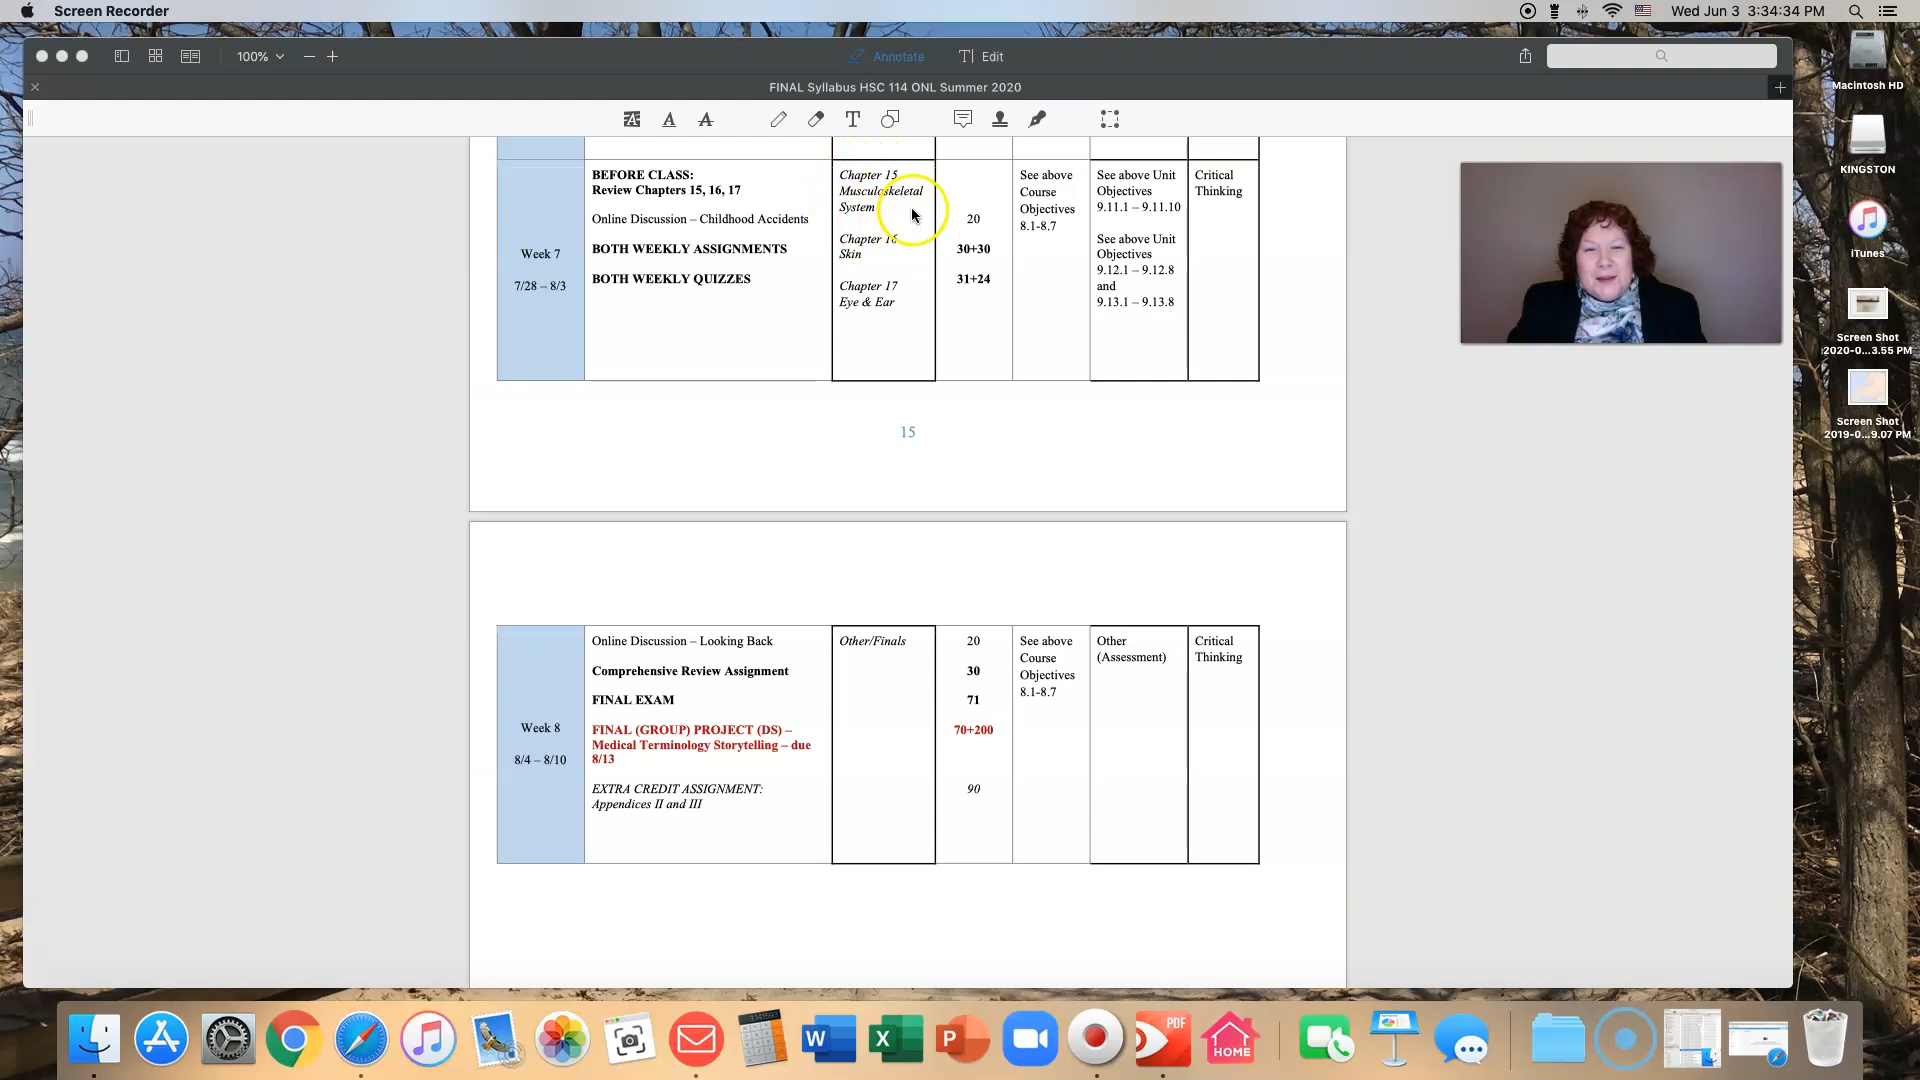 Screen Recorder
Wed Jun 3 3:34:34 PM
100%
Annotate
Edit
FINAL Syllabus HSC 114 ONL Summer 2020
Week 7
7/28 – 8/3
BEFORE CLASS:
Review Chapters 15, 16, 17
Online Discussion – Childhood Accidents
BOTH WEEKLY ASSIGNMENTS
BOTH WEEKLY QUIZZES
Chapter 15
Musculoskeletal
System
Chapter 16
Skin
Chapter 17
Eye & Ear
20
30+30
31+24
See above
Course
Objectives
8.1-8.7
See above Unit
Objectives
9.11.1 – 9.11.10
See above Unit
Objectives
9.12.1 – 9.12.8
and
9.13.1 – 9.13.8
Critical
Thinking
15
Week 8
8/4 – 8/10
Online Discussion – Looking Back
Comprehensive Review Assignment
FINAL EXAM
FINAL (GROUP) PROJECT (DS) –
Medical Terminology Storytelling – due
8/13
EXTRA CREDIT ASSIGNMENT:
Appendices II and III
Other/Finals
20
30
71
70+200
90
See above
Course
Objectives
8.1-8.7
Other
(Assessment)
Critical
Thinking
Macintosh HD
KINGSTON
iTunes
Screen Shot
2020-0...3.55 PM
Screen Shot
2019-0...9.07 PM
W
X
P
PDF
HOME